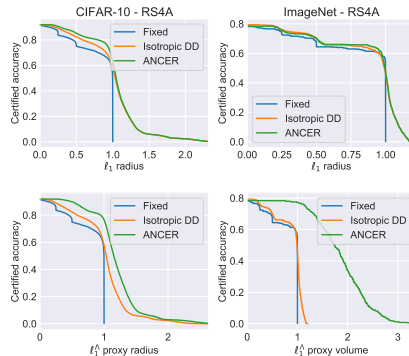 CIFAR-10 - RS4A
ImageNet - RS4A
Certified accuracy
0.8
0.6
0.4
0.2
0.0
Fixed
Isotropic DD
ANCER
0.0
0.5
1.0
1.5
2.0
ℓ₁ radius
Certified accuracy
0.8
0.6
0.4
0.2
0.0
Fixed
Isotropic DD
ANCER
0.00
0.25
0.50
0.75
1.00
ℓ₁ radius
Certified accuracy
0.8
0.6
0.4
0.2
0.0
Fixed
Isotropic DD
ANCER
0
1
2
ℓ₁^Λ proxy radius
Certified accuracy
0.8
0.6
0.4
0.2
0.0
Fixed
Isotropic DD
ANCER
0
1
2
3
ℓ₁^Λ proxy volume